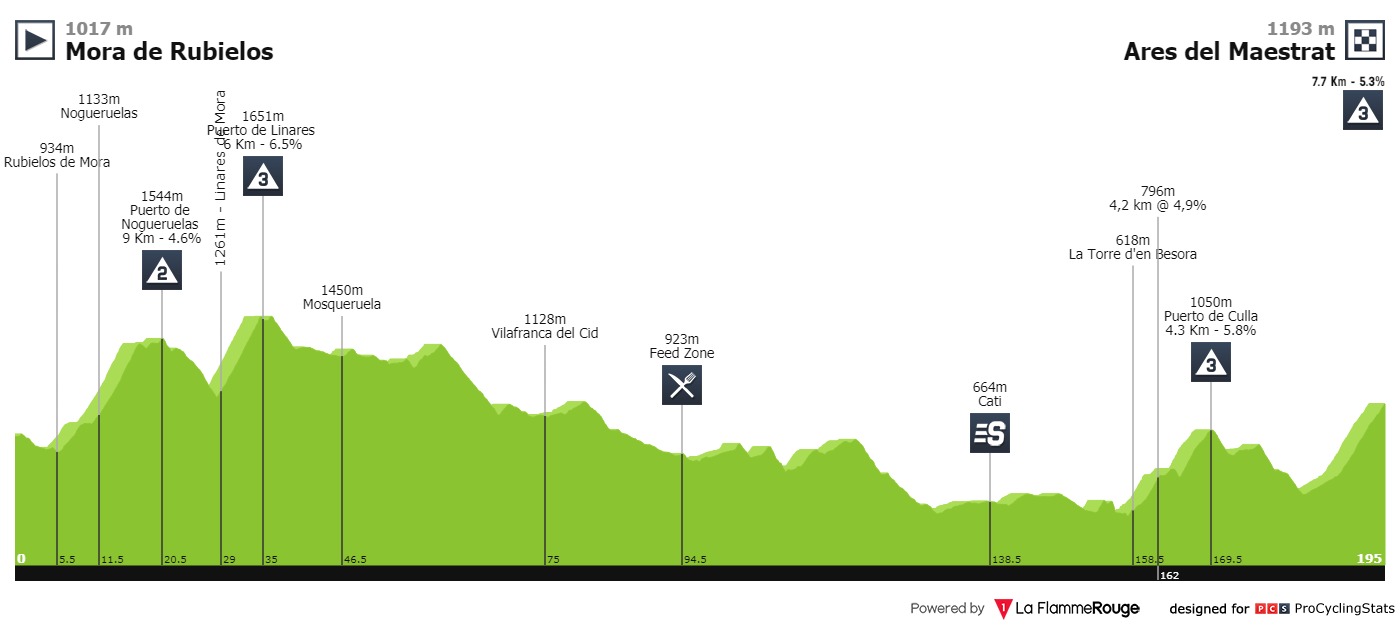 1017 m
Mora de Rubielos
1193 m
Ares del Maestrat
7.7 Km - 5.3%
3
1133m
Nogueruelas
934m
Rubielos de Mora
1544m
Puerto de
Nogueruelas
9 Km - 4.6%
2
1261m - Linares de Mora
1651m
Puerto de Linares
6 Km - 6.5%
3
1450m
Mosqueruela
1128m
Vilafranca del Cid
923m
Feed Zone
664m
Cati
S
618m
La Torre d'en Besora
796m
4,2 km @ 4,9%
1050m
Puerto de Culla
4.3 Km - 5.8%
3
0
5.5
11.5
20.5
29
35
46.5
75
94.5
138.5
158.5
162
169.5
195
Powered by 1 La FlammeRouge designed for PCS ProCyclingStats